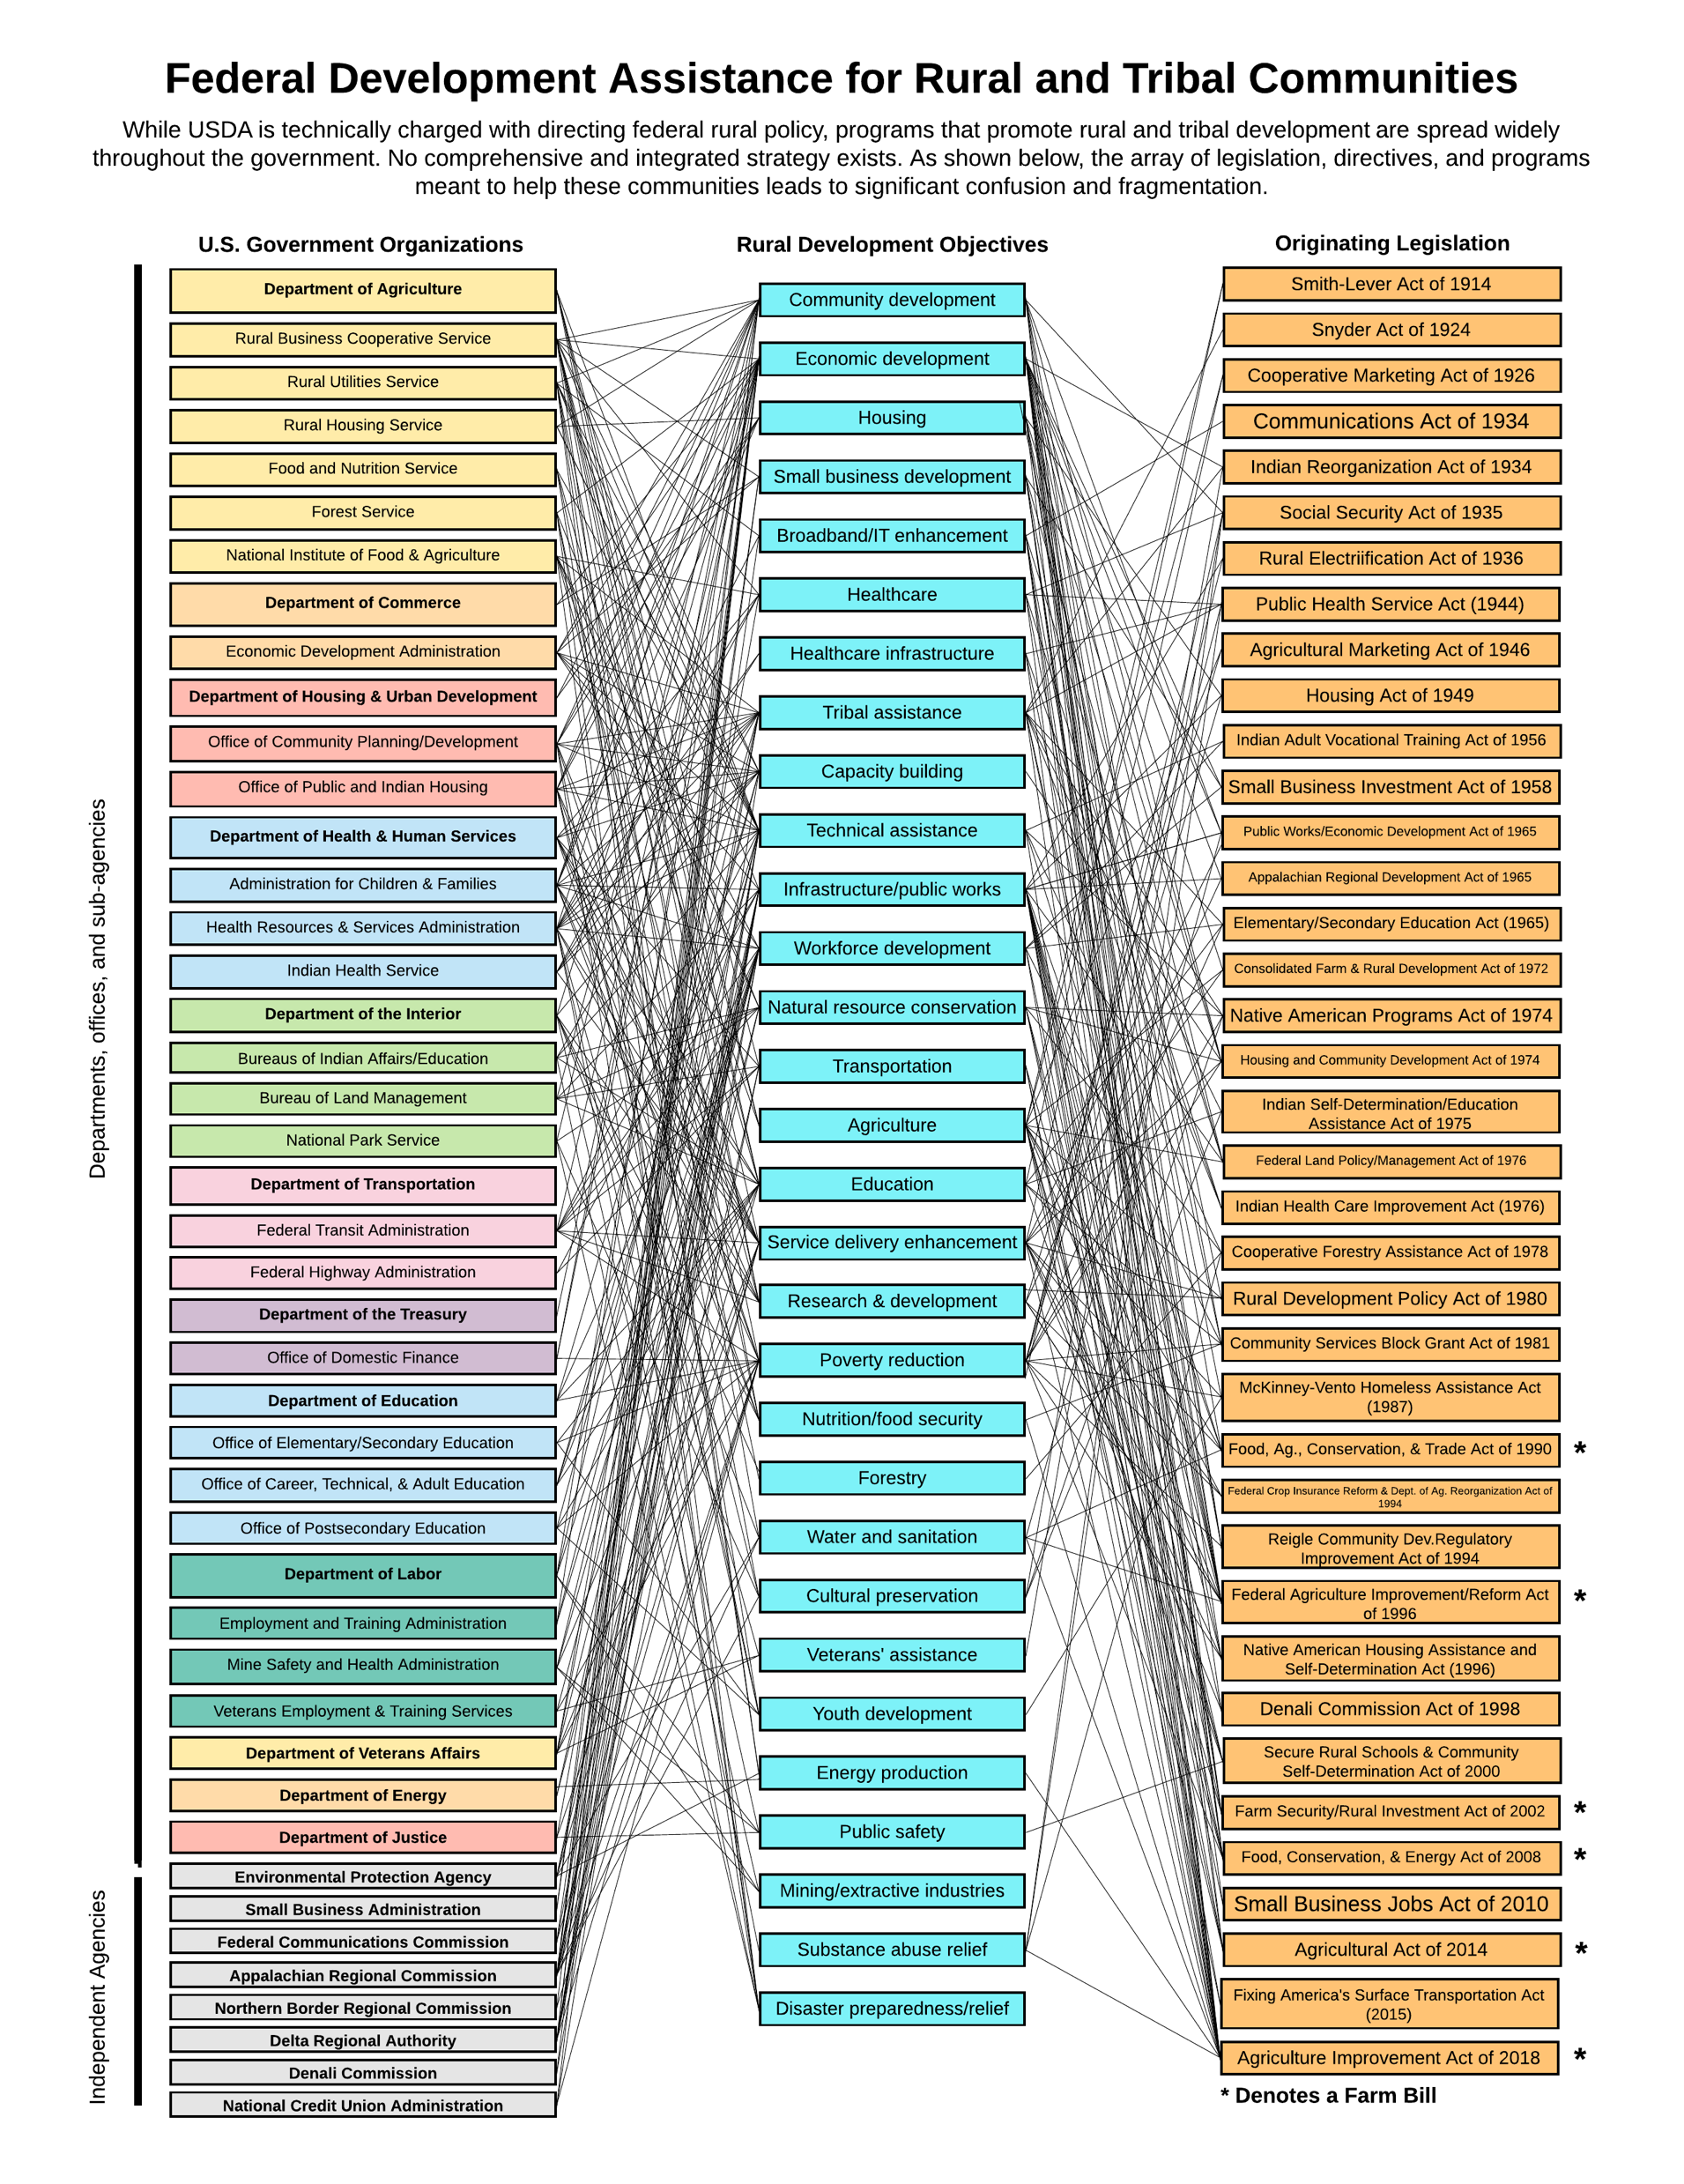 Federal Development Assistance for Rural and Tribal Communities
While USDA is technically charged with directing federal rural policy, programs that promote rural and tribal development are spread widely
throughout the government. No comprehensive and integrated strategy exists. As shown below, the array of legislation, directives, and programs
meant to help these communities leads to significant confusion and fragmentation.
U.S. Government Organizations
Departments, offices, and sub-agencies
Department of Agriculture
Rural Business Cooperative Service
Rural Utilities Service
Rural Housing Service
Food and Nutrition Service
Forest Service
National Institute of Food & Agriculture
Department of Commerce
Economic Development Administration
Department of Housing & Urban Development
Office of Community Planning/Development
Office of Public and Indian Housing
Department of Health & Human Services
Administration for Children & Families
Health Resources & Services Administration
Indian Health Service
Department of the Interior
Bureaus of Indian Affairs/Education
Bureau of Land Management
National Park Service
Department of Transportation
Federal Transit Administration
Federal Highway Administration
Department of the Treasury
Office of Domestic Finance
Department of Education
Office of Elementary/Secondary Education
Office of Career, Technical, & Adult Education
Office of Postsecondary Education
Department of Labor
Employment and Training Administration
Mine Safety and Health Administration
Veterans Employment & Training Services
Department of Veterans Affairs
Department of Energy
Department of Justice
Independent Agencies
Environmental Protection Agency
Small Business Administration
Federal Communications Commission
Appalachian Regional Commission
Northern Border Regional Commission
Delta Regional Authority
Denali Commission
National Credit Union Administration
Rural Development Objectives
Community development
Economic development
Housing
Small business development
Broadband/IT enhancement
Healthcare
Healthcare infrastructure
Tribal assistance
Capacity building
Technical assistance
Infrastructure/public works
Workforce development
Natural resource conservation
Transportation
Agriculture
Education
Service delivery enhancement
Research & development
Poverty reduction
Nutrition/food security
Forestry
Water and sanitation
Cultural preservation
Veterans' assistance
Youth development
Energy production
Public safety
Mining/extractive industries
Substance abuse relief
Disaster preparedness/relief
Originating Legislation
Smith-Lever Act of 1914
Snyder Act of 1924
Cooperative Marketing Act of 1926
Communications Act of 1934
Indian Reorganization Act of 1934
Social Security Act of 1935
Rural Electriification Act of 1936
Public Health Service Act (1944)
Agricultural Marketing Act of 1946
Housing Act of 1949
Indian Adult Vocational Training Act of 1956
Small Business Investment Act of 1958
Public Works/Economic Development Act of 1965
Appalachian Regional Development Act of 1965
Elementary/Secondary Education Act (1965)
Consolidated Farm & Rural Development Act of 1972
Native American Programs Act of 1974
Housing and Community Development Act of 1974
Indian Self-Determination/Education
Assistance Act of 1975
Federal Land Policy/Management Act of 1976
Indian Health Care Improvement Act (1976)
Cooperative Forestry Assistance Act of 1978
Rural Development Policy Act of 1980
Community Services Block Grant Act of 1981
McKinney-Vento Homeless Assistance Act
(1987)
Food, Ag., Conservation, & Trade Act of 1990 *
Federal Crop Insurance Reform & Dept. of Ag. Reorganization Act of
1994
Reigle Community Dev.Regulatory
Improvement Act of 1994
Federal Agriculture Improvement/Reform Act
of 1996 *
Native American Housing Assistance and
Self-Determination Act (1996)
Denali Commission Act of 1998
Secure Rural Schools & Community
Self-Determination Act of 2000
Farm Security/Rural Investment Act of 2002 *
Food, Conservation, & Energy Act of 2008 *
Small Business Jobs Act of 2010
Agricultural Act of 2014 *
Fixing America's Surface Transportation Act
(2015)
Agriculture Improvement Act of 2018 *
* Denotes a Farm Bill